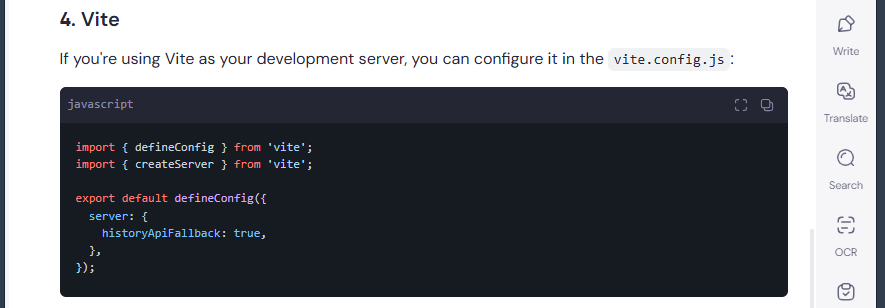 4. Vite
If you're using Vite as your development server, you can configure it in the vite.config.js:
javascript
import { defineConfig } from 'vite';
import { createServer } from 'vite';

export default defineConfig({
  server: {
    historyApiFallback: true,
  },
});
Write
Translate
Search
OCR